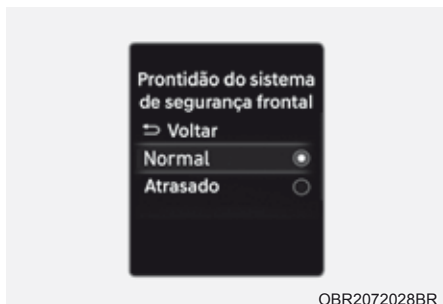 Prontidão do sistema
de segurança frontal
Voltar
Normal
Atrasado
OBR2072028BR